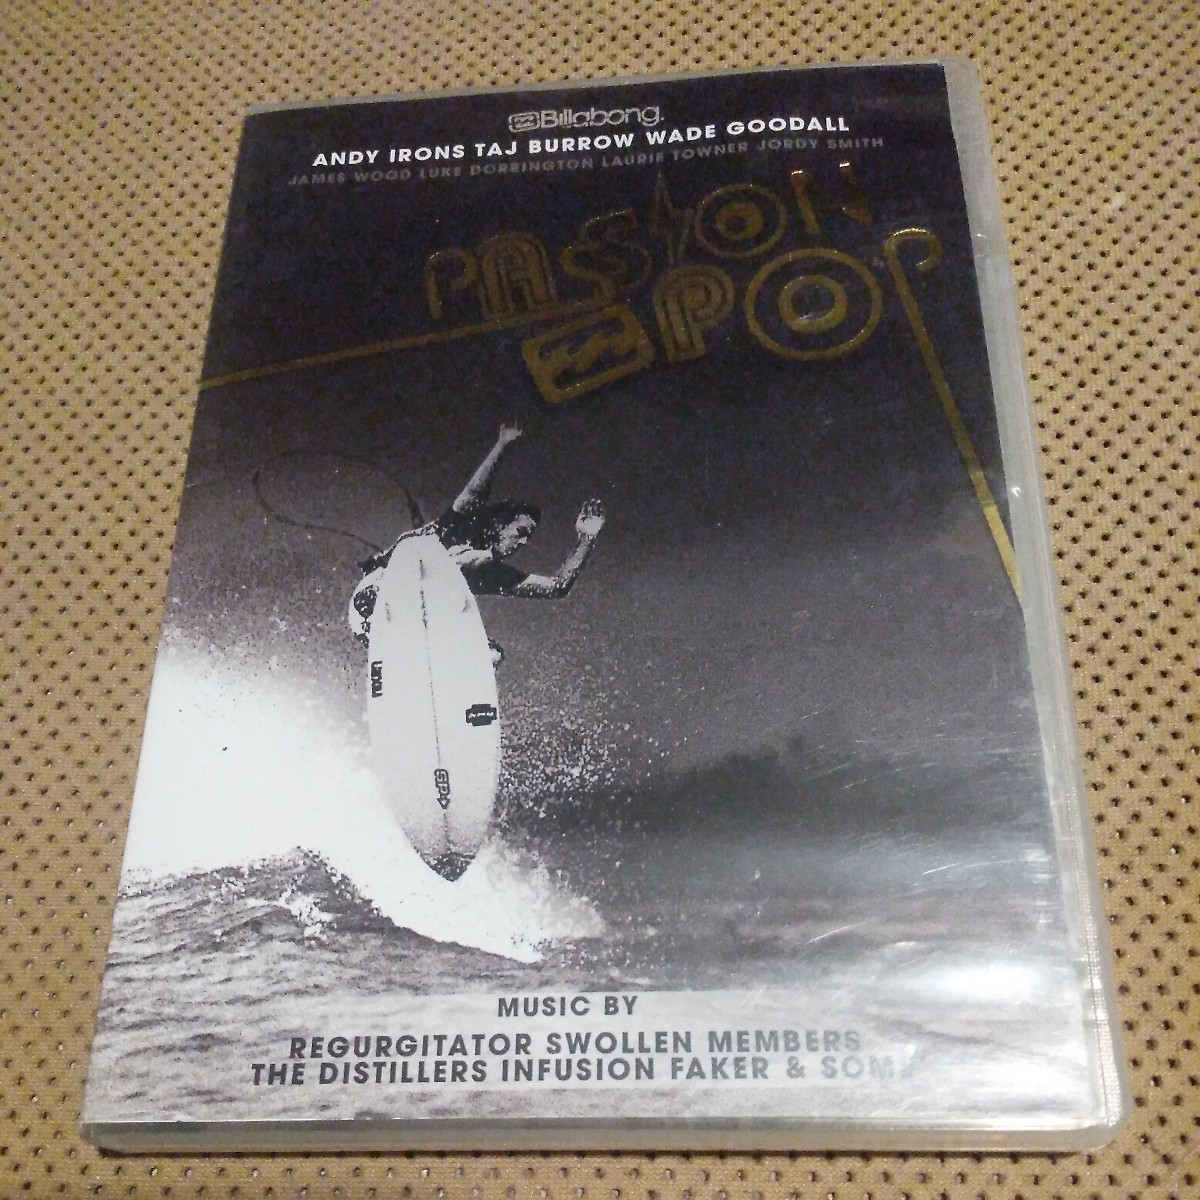 Billabong.
ANDY IRONS TAJ BURROW WADE GOODALL
JAMES WOOD LUKE DORRINGTON LAURIE TOWNER JORDY SMITH
PASSION
POP
SPI
MUSIC BY
REGURGITATOR SWOLLEN MEMBERS
THE DISTILLERS INFUSION FAKER &